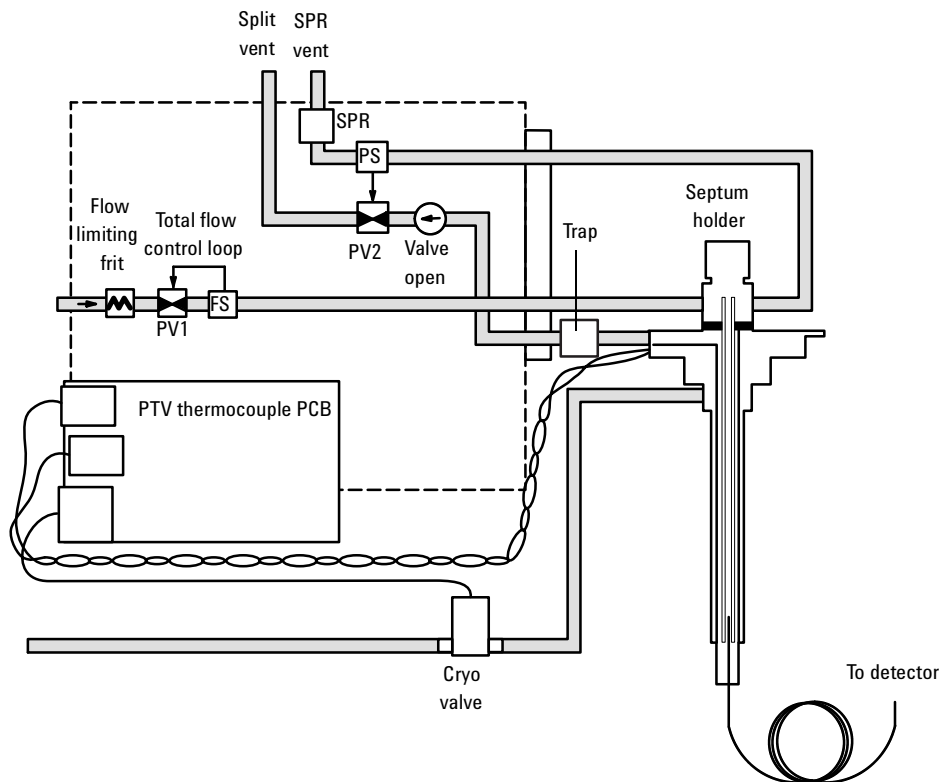 Split
vent
SPR
vent
SPR
PS
Flow
limiting
frit
Total flow
control loop
PV2
Valve
open
Trap
Septum
holder
FS
PV1
PTV thermocouple PCB
Cryo
valve
To detector